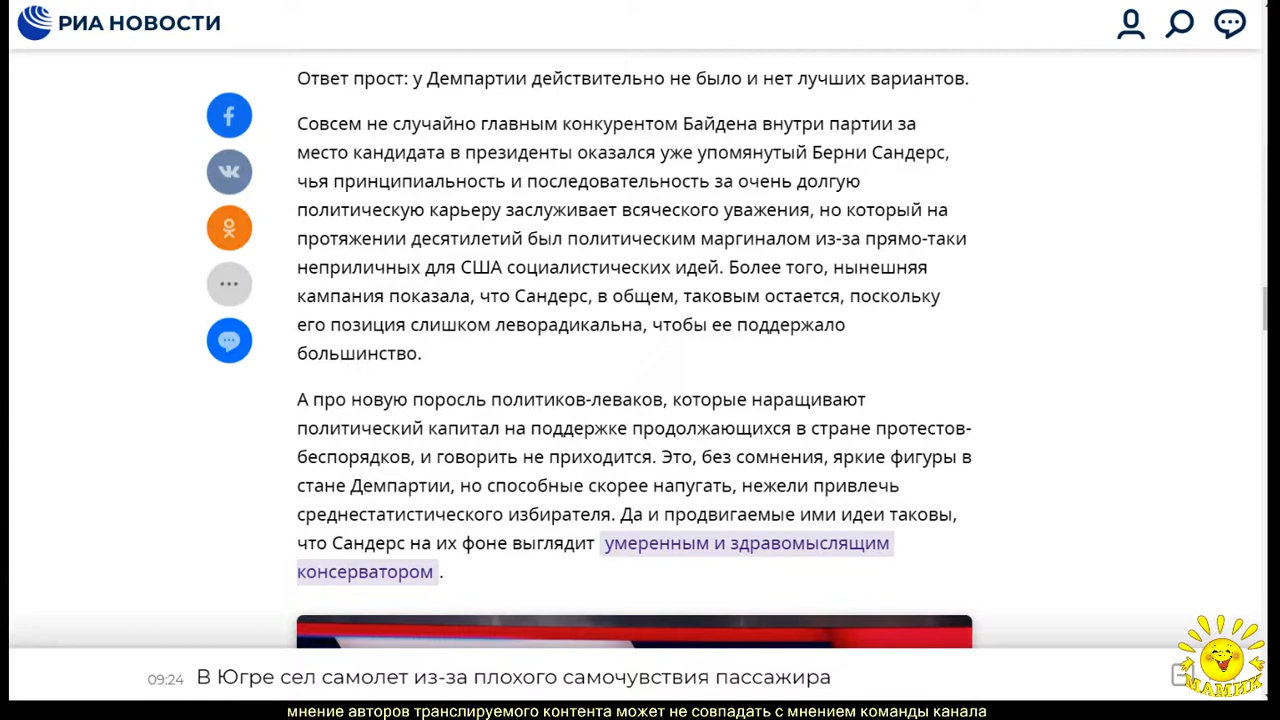 РИА НОВОСТИ
Ответ прост: у Демпартии действительно не было и нет лучших вариантов.
Совсем не случайно главным конкурентом Байдена внутри партии за
место кандидата в президенты оказался уже упомянутый Берни Сандерс,
чья принципиальность и последовательность за очень долгую
политическую карьеру заслуживает всяческого уважения, но который на
протяжении десятилетий был политическим маргиналом из-за прямо-таки
неприличных для США социалистических идей. Более того, нынешняя
кампания показала, что Сандерс, в общем, таковым остается, поскольку
его позиция слишком леворадикальна, чтобы ее поддержало
большинство.
А про новую поросль политиков-леваков, которые наращивают
политический капитал на поддержке продолжающихся в стране протестов-
беспорядков, и говорить не приходится. Это, без сомнения, яркие фигуры в
стане Демпартии, но способные скорее напугать, нежели привлечь
среднестатистического избирателя. Да и продвигаемые ими идеи таковы,
что Сандерс на их фоне выглядит умеренным и здравомыслящим
консерватором .
09:24 В Югре сел самолет из-за плохого самочувствия пассажира
МАМИК
мнение авторов транслируемого контента может не совпадать с мнением команды канала